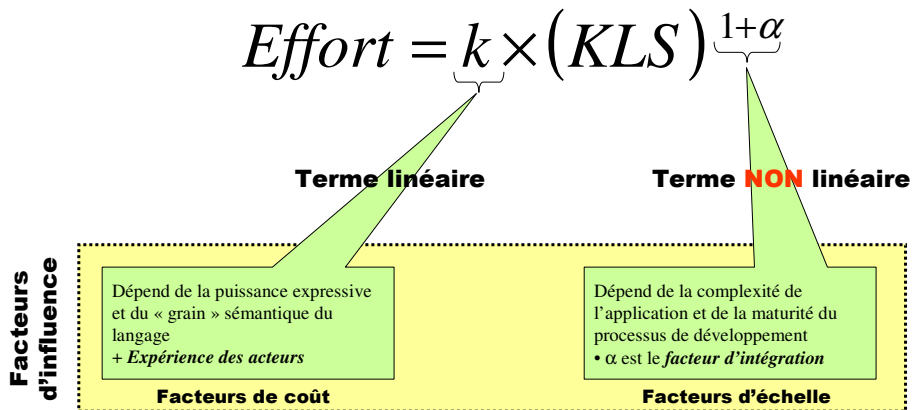 Effort = k × (KLS)^{1+α}
Terme linéaire
Terme NON linéaire
Facteurs
d'influence
Dépend de la puissance expressive
et du « grain » sémantique du
langage
+ Expérience des acteurs
Facteurs de coût
Dépend de la complexité de
l'application et de la maturité du
processus de développement
• α est le facteur d'intégration
Facteurs d'échelle